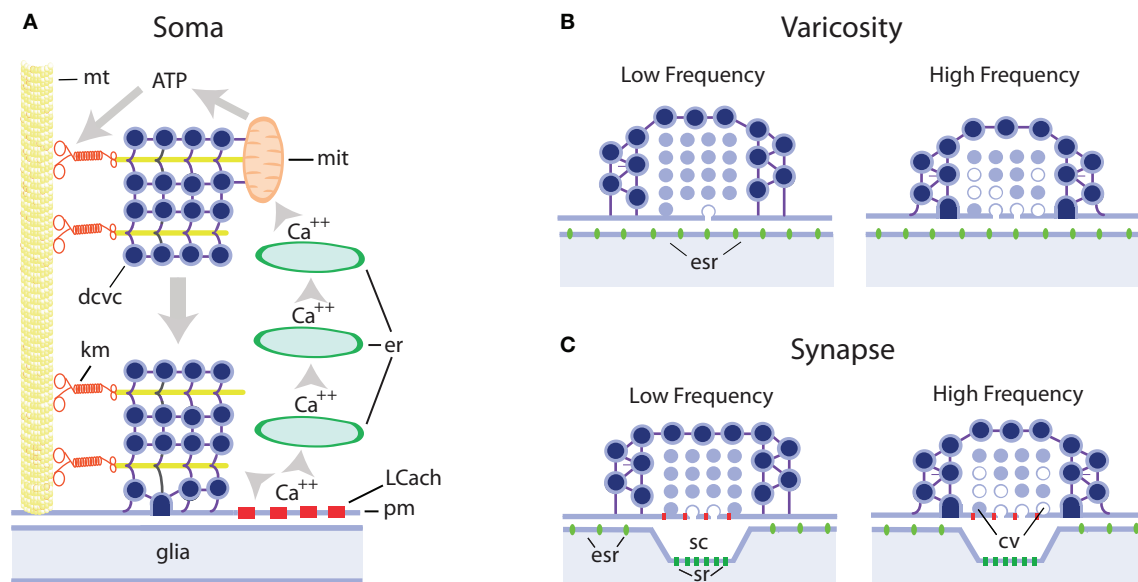 A
Soma
mt
ATP
mit
Ca++
dcvc
Ca++
er
km
Ca++
LCach
Ca++
pm
glia
B
Varicosity
Low Frequency
High Frequency
esr
C
Synapse
Low Frequency
High Frequency
esr
sc
sr
cv